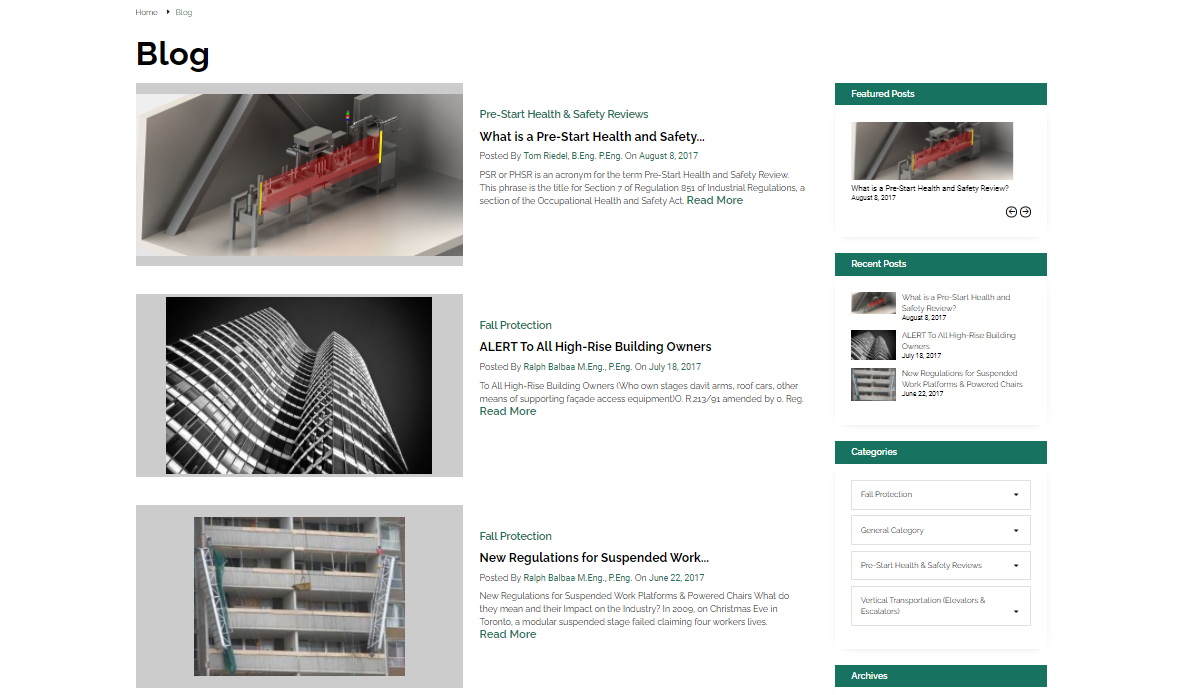 Home Blog
Blog
Pre-Start Health & Safety Reviews
What is a Pre-Start Health and Safety...
Posted By Tom Riedel, B.Eng. P.Eng. On August 8, 2017
PSR or PHSR is an acronym for the term Pre-Start Health and Safety Review.
This phrase is the title for Section 7 of Regulation 851 of Industrial Regulations, a
section of the Occupational Health and Safety Act. Read More
Fall Protection
ALERT To All High-Rise Building Owners
Posted By Ralph Balbaa M.Eng., P.Eng. On July 18, 2017
To All High-Rise Building Owners (Who own stages davit arms, roof cars, other
means of supporting façade access equipment)O. R.213/91 amended by o. Reg.
Read More
Fall Protection
New Regulations for Suspended Work...
Posted By Ralph Balbaa M.Eng., P.Eng. On June 22, 2017
New Regulations for Suspended Work Platforms & Powered Chairs What do
they mean and their Impact on the Industry? In 2009, on Christmas Eve in
Toronto, a modular suspended stage failed claiming four workers lives.
Read More
Featured Posts
What is a Pre-Start Health and Safety Review?
August 8, 2017
Recent Posts
What is a Pre-Start Health and
Safety Review?
August 8, 2017
ALERT To All High-Rise Building
Owners
July 18, 2017
New Regulations for Suspended
Work Platforms & Powered Chairs
June 22, 2017
Categories
Fall Protection
General Category
Pre-Start Health & Safety Reviews
Vertical Transportation (Elevators &
Escalators)
Archives